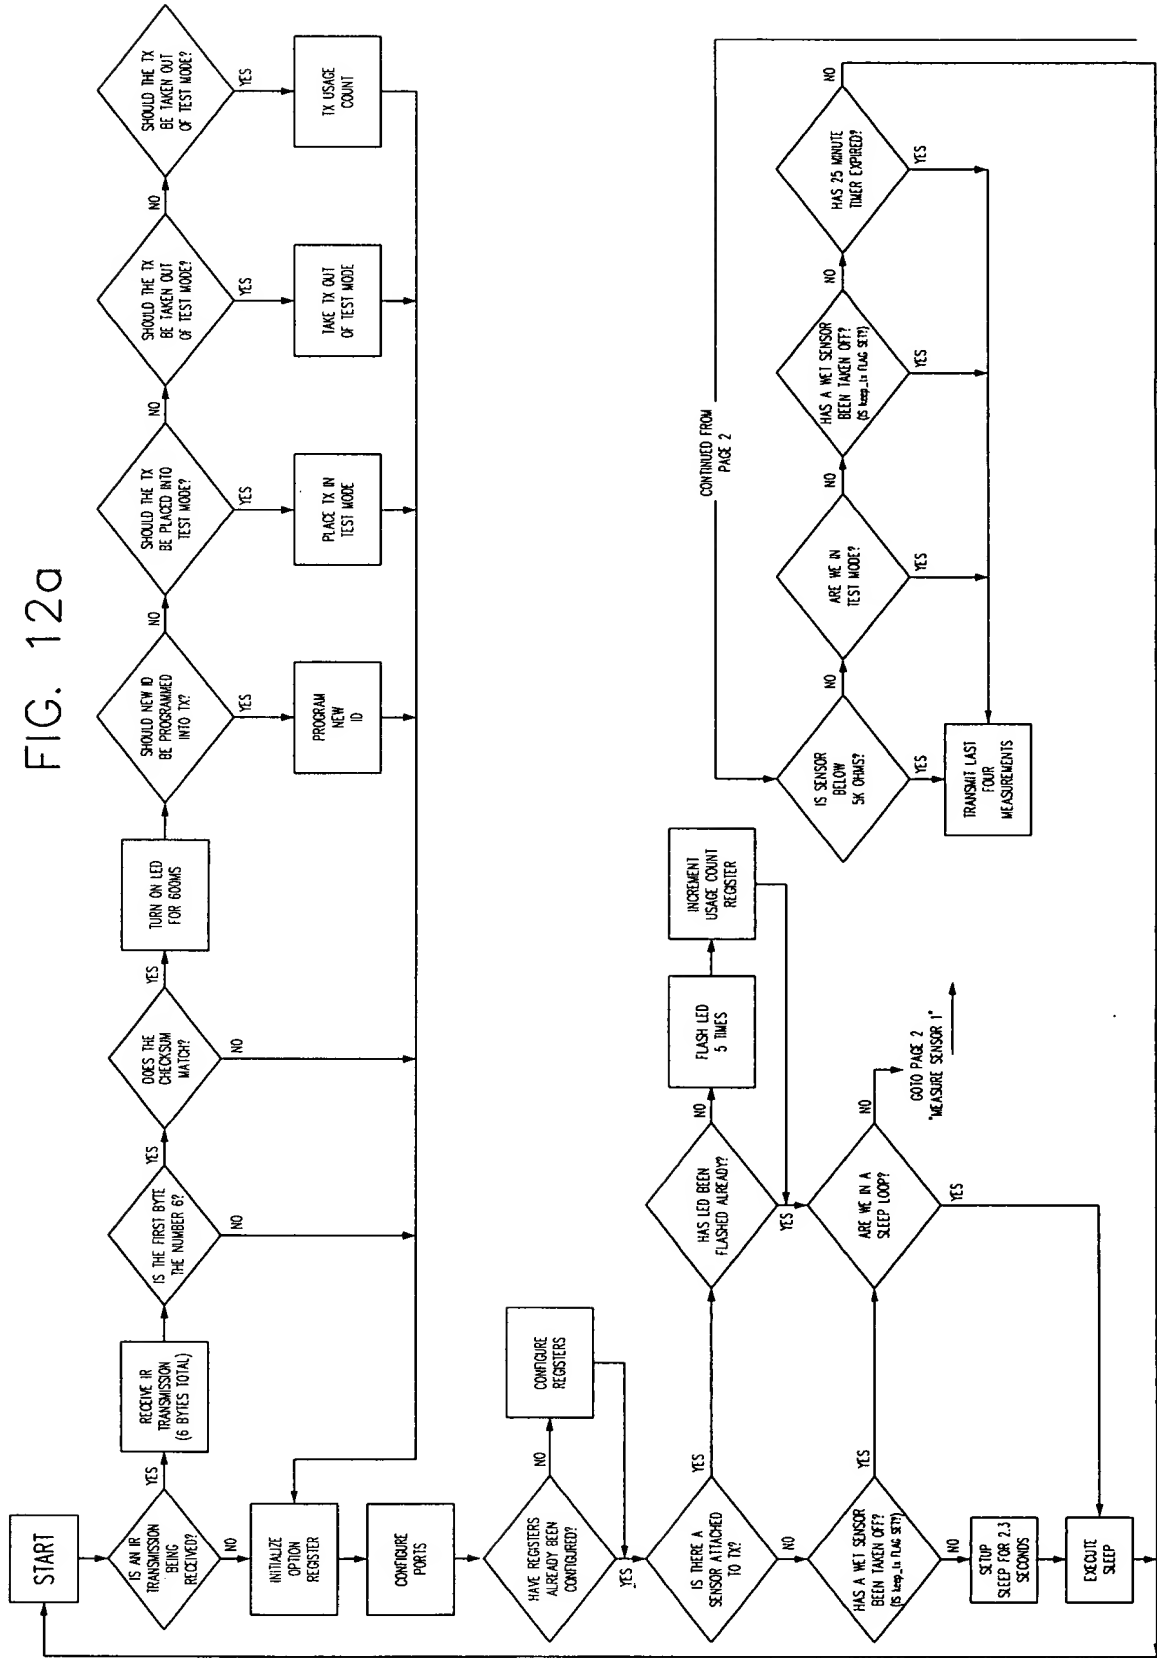 FIG. 12a
START
IS AN IR
TRANSMISSION
BEING
RECEIVED?
YES
NO
RECEIVE IR
TRANSMISSION
(6 BYTES TOTAL)
IS THE FIRST BYTE
THE NUMBER 6?
YES
NO
DOES THE
CHECKSUM
MATCH?
YES
NO
TURN ON LED
FOR 600MS
SHOULD NEW ID
BE PROGRAMMED
INTO TX?
NO
YES
PROGRAM
NEW
ID
SHOULD THE TX
BE PLACED INTO
TEST MODE?
NO
YES
PLACE TX IN
TEST MODE
SHOULD THE TX
BE TAKEN OUT
OF TEST MODE?
NO
YES
TAKE TX OUT
OF TEST MODE
SHOULD THE TX
BE TAKEN OUT
OF TEST MODE?
YES
TX USAGE
COUNT
INITIALIZE
OPTION
REGISTER
CONFIGURE
PORTS
HAVE REGISTERS
ALREADY BEEN
CONFIGURED?
NO
YES
CONFIGURE
REGISTERS
IS THERE A
SENSOR ATTACHED
TO TX?
YES
NO
HAS LED BEEN
FLASHED ALREADY?
NO
YES
FLASH LED
5 TIMES
INCREMENT
USAGE COUNT
REGISTER
HAS A WET SENSOR
BEEN TAKEN OFF?
(IS keep_tx FLAG SET?)
YES
NO
ARE WE IN A
SLEEP LOOP?
NO
YES
GOTO PAGE 2
"MEASURE SENSOR 1"
SETUP
SLEEP FOR 2.3
SECONDS
EXECUTE
SLEEP
CONTINUED FROM
PAGE 2
IS SENSOR
BELOW
5K OHMS?
NO
YES
TRANSMIT LAST
FOUR
MEASUREMENTS
ARE WE IN
TEST MODE?
NO
YES
HAS A WET SENSOR
BEEN TAKEN OFF?
(IS keep_tx FLAG SET?)
NO
YES
HAS 25 MINUTE
TIMER EXPIRED?
NO
YES